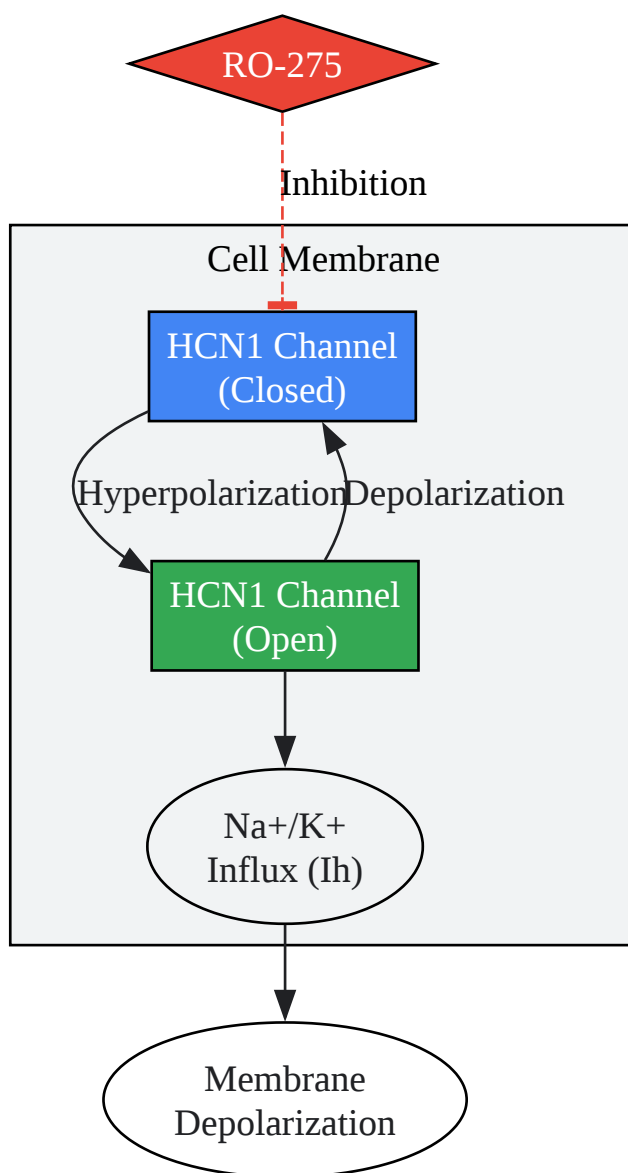 RO-275
Inhibition
Cell Membrane
HCN1 Channel
(Closed)
Hyperpolarization
Depolarization
HCN1 Channel
(Open)
Na+/K+
Influx (Ih)
Membrane
Depolarization